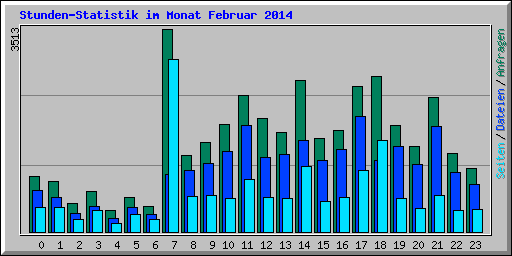 Stunden-Statistik im Monat Februar 2014
3513
Seiten / Dateien / Anfragen
0 1 2 3 4 5 6 7 8 9 10 11 12 13 14 15 16 17 18 19 20 21 22 23